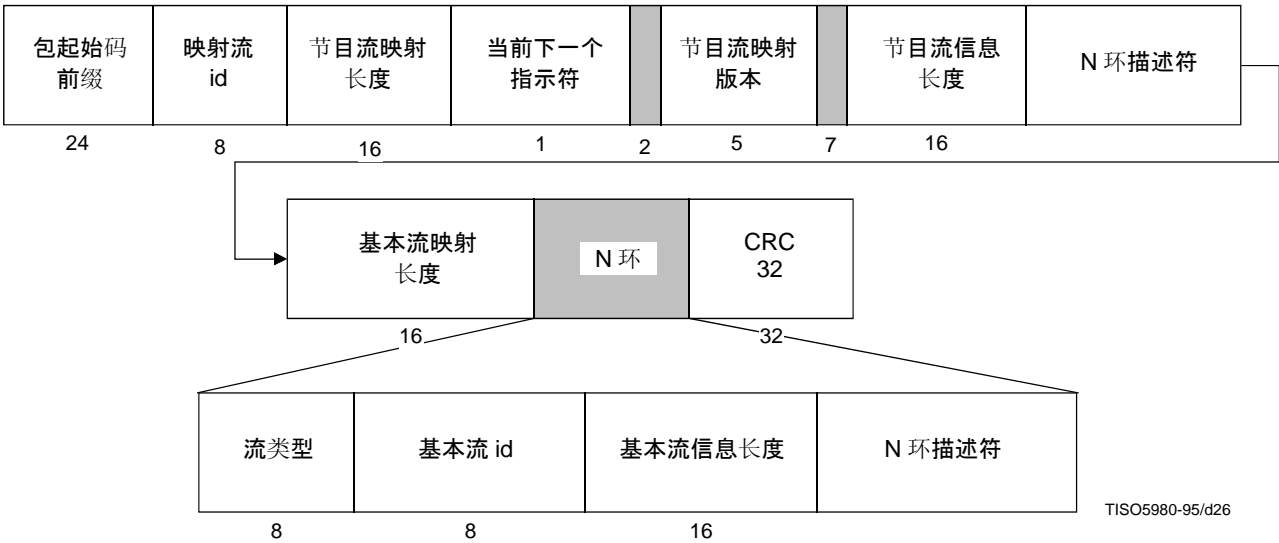 包起始码
前缀
映射流
id
节目流映射
长度
当前下一个
指示符
节目流映射
版本
节目流信息
长度
N 环描述符
24
8
16
1
2
5
7
16
基本流映射
长度
N 环
CRC
32
16
32
流类型
基本流 id
基本流信息长度
N 环描述符
8
8
16
TISO5980-95/d26